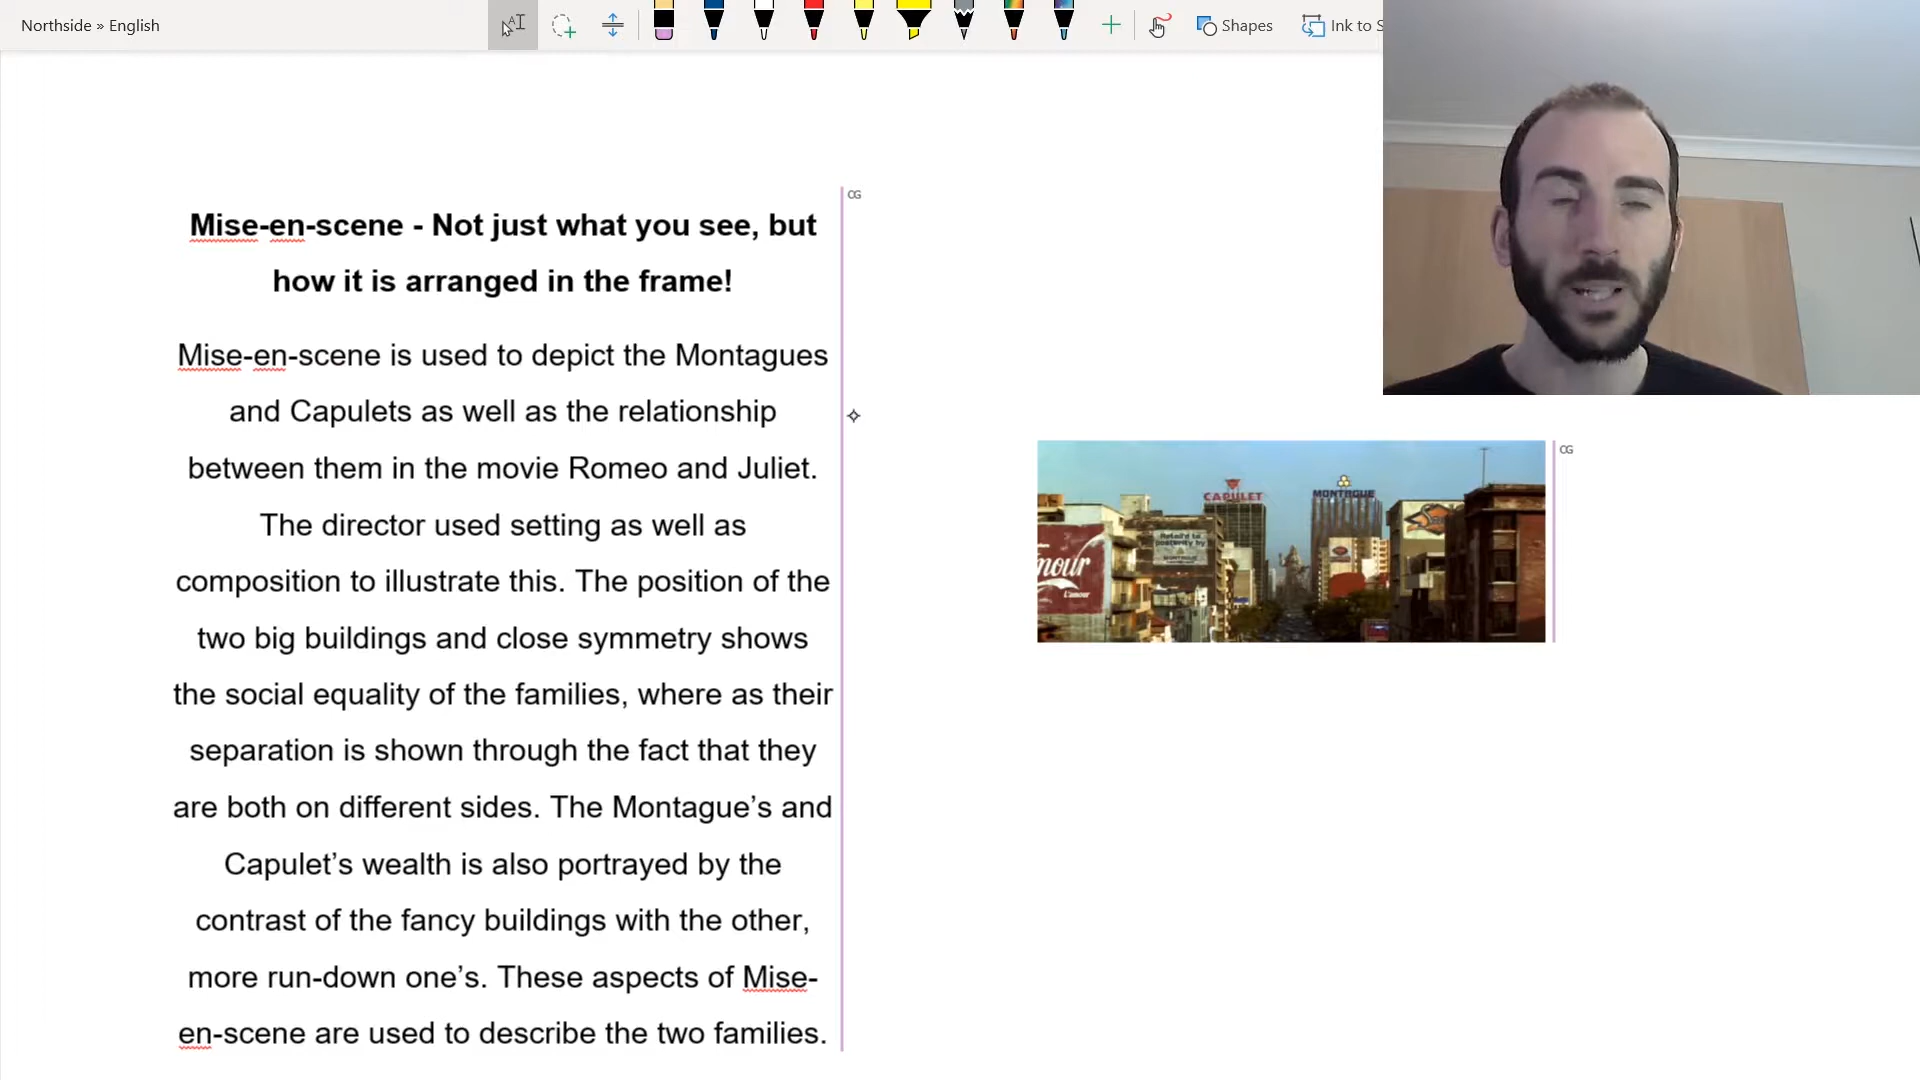 Northside » English
Shapes
Ink to S
Mise-en-scene - Not just what you see, but
how it is arranged in the frame!
Mise-en-scene is used to depict the Montagues
and Capulets as well as the relationship
between them in the movie Romeo and Juliet.
The director used setting as well as
composition to illustrate this. The position of the
two big buildings and close symmetry shows
the social equality of the families, where as their
separation is shown through the fact that they
are both on different sides. The Montague’s and
Capulet’s wealth is also portrayed by the
contrast of the fancy buildings with the other,
more run-down one’s. These aspects of Mise-
en-scene are used to describe the two families.
CG
CG
CAPULET
MONTAGUE
Retail'd to
posterity by
MONTAGUE
mour
L'amour